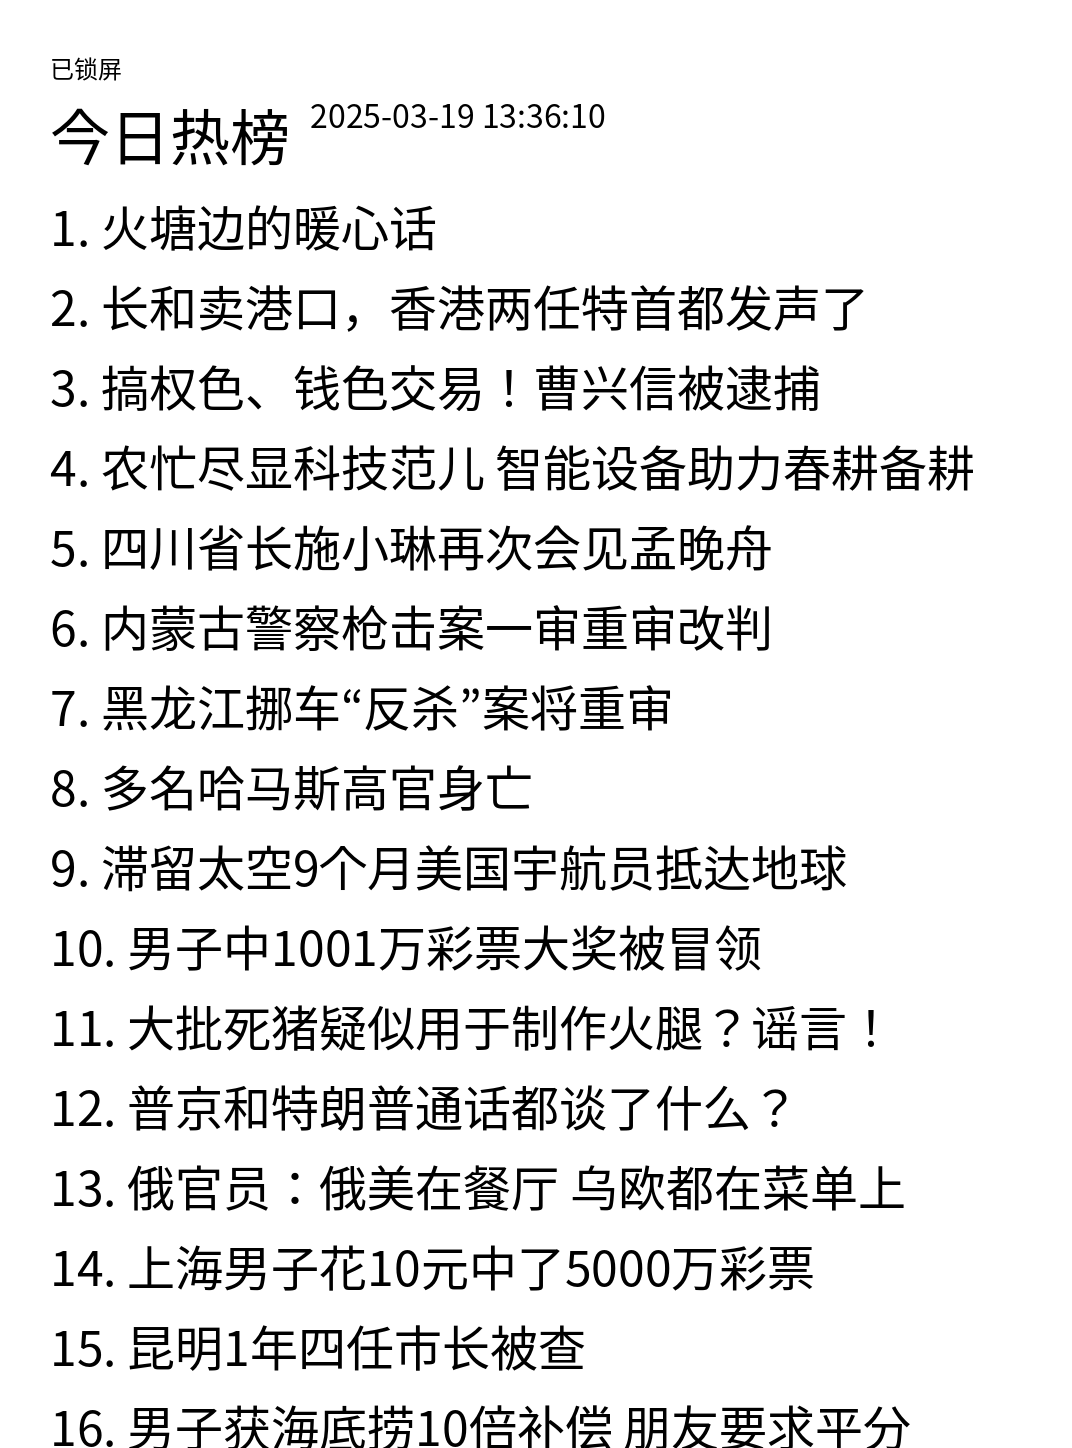 已锁屏
今日热榜 2025-03-19 13:36:10
1. 火塘边的暖心话
2. 长和卖港口，香港两任特首都发声了
3. 搞权色、钱色交易！曹兴信被逮捕
4. 农忙尽显科技范儿 智能设备助力春耕备耕
5. 四川省长施小琳再次会见孟晚舟
6. 内蒙古警察枪击案一审重审改判
7. 黑龙江挪车“反杀”案将重审
8. 多名哈马斯高官身亡
9. 滞留太空9个月美国宇航员抵达地球
10. 男子中1001万彩票大奖被冒领
11. 大批死猪疑似用于制作火腿？谣言！
12. 普京和特朗普通话都谈了什么？
13. 俄官员：俄美在餐厅 乌欧都在菜单上
14. 上海男子花10元中了5000万彩票
15. 昆明1年四任市长被查
16. 男子获海底捞10倍补偿 朋友要求平分